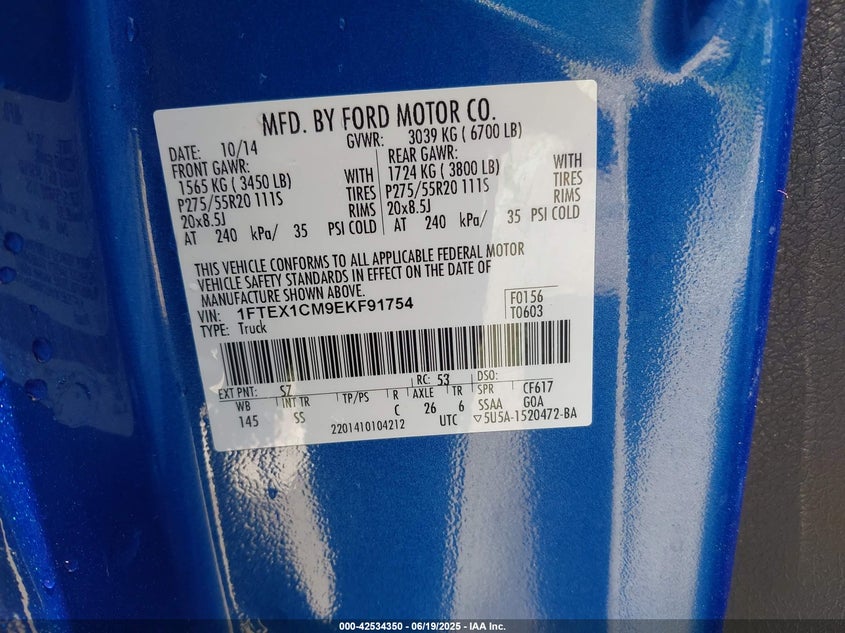 MFD. BY FORD MOTOR CO.
DATE: 10/14 GVWR: 3039 KG ( 6700 LB)
FRONT GAWR: REAR GAWR:
1565 KG ( 3450 LB) WITH 1724 KG ( 3800 LB) WITH
P275/55R20 111S TIRES P275/55R20 111S TIRES
20x8.5J RIMS 20x8.5J RIMS
AT 240 kPa/ 35 PSI COLD AT 240 kPa/ 35 PSI COLD
THIS VEHICLE CONFORMS TO ALL APPLICABLE FEDERAL MOTOR
VEHICLE SAFETY STANDARDS IN EFFECT ON THE DATE OF
MANUFACTURE SHOWN ABOVE.
VIN: 1FTEX1CM9EKF91754 F0156
TYPE: Truck T0603
EXT PNT: SZ RC: 53 DSO:
WB INT TR TP/PS R AXLE TR SPR CF617
145 SS C 26 6 SSAA GOA
2201410104212 UTC ▽5U5A-1520472-BA
000-42534350 / 06/19/2025 - IAA Inc.